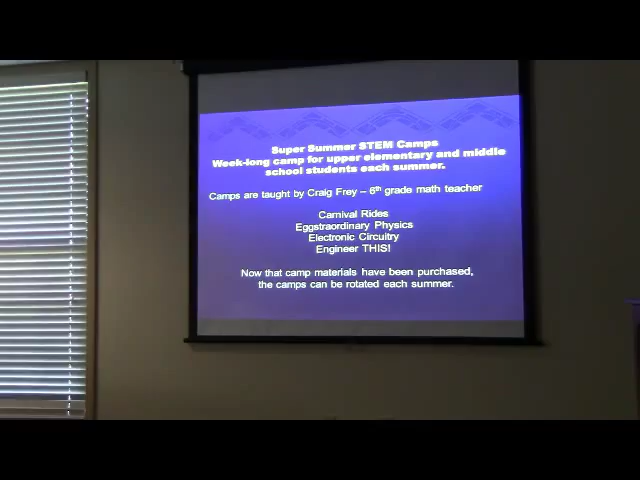 Super Summer STEM Camps
Week-long camp for upper elementary and middle
school students each summer.
Camps are taught by Craig Frey – 6th grade math teacher
Carnival Rides
Eggstraordinary Physics
Electronic Circuitry
Engineer THIS!
Now that camp materials have been purchased,
the camps can be rotated each summer.